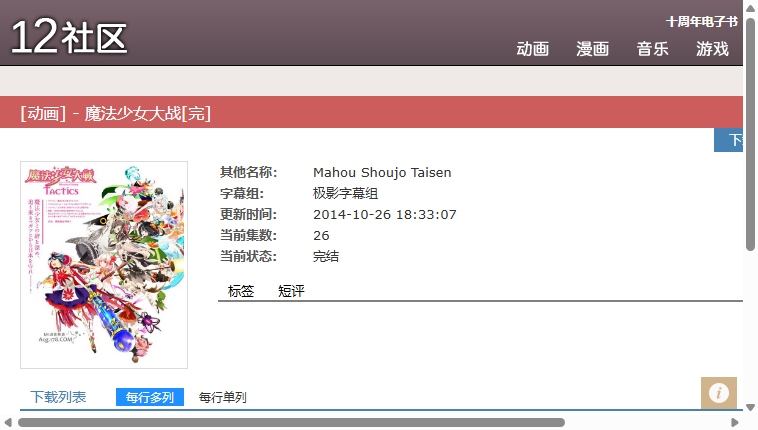 12社区
十周年电子书
动画 漫画 音乐 游戏
[动画] - 魔法少女大战[完]
魔法少女大戦
TACTICS
其他名称: Mahou Shoujo Taisen
字幕组: 极影字幕组
更新时间: 2014-10-26 18:33:07
当前集数: 26
当前状态: 完结
标签 短评
下载列表 每行多列 每行单列